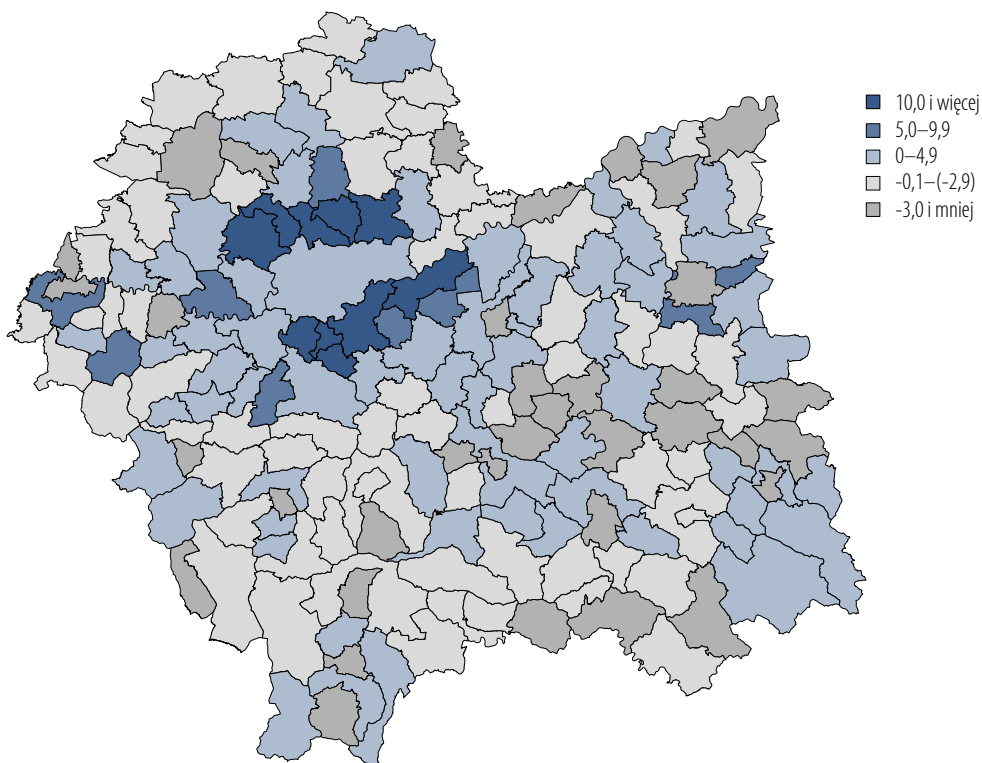 10,0 i więcej
5,0–9,9
0–4,9
-0,1–(-2,9)
-3,0 i mniej